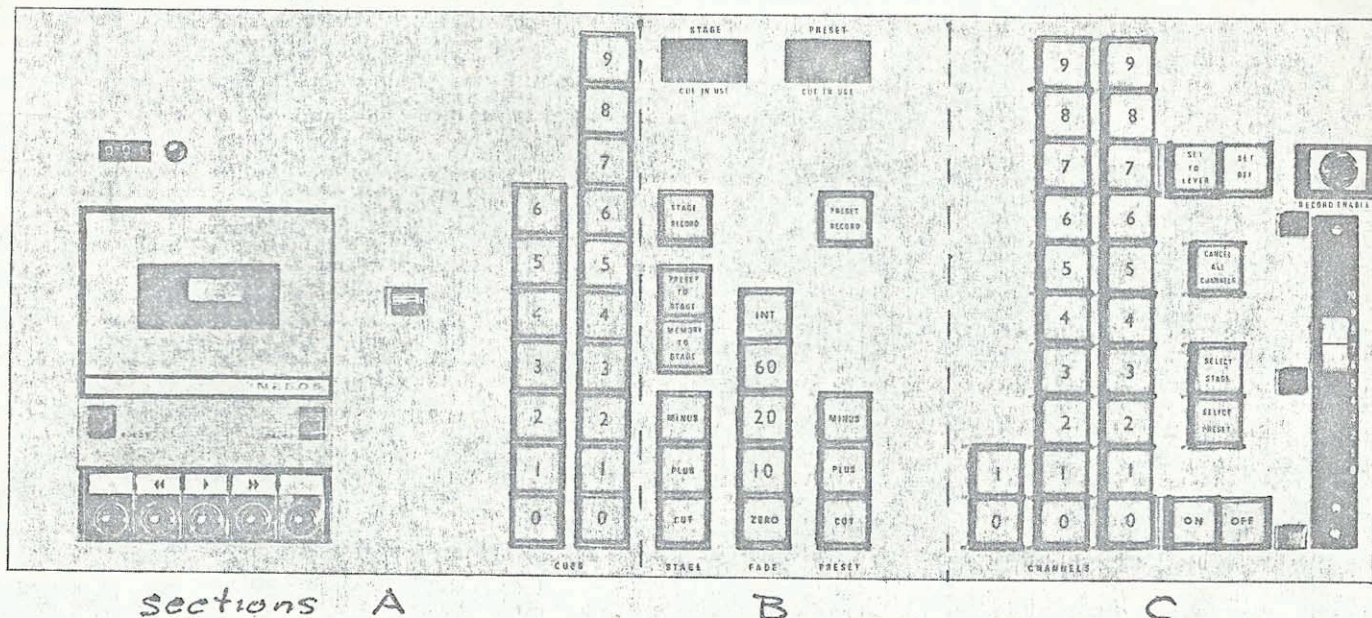 STAGE PRESET
CUE IN USE CUE IN USE
9
8
7
6 6
5 5
4 4
3 3
2 2
1 1
0 0
CUES
STAGE RECORD
PRESET TO STAGE
MEMORY TO STAGE
MINUS
PLUS
CUT
STAGE
INT
60
20
10
ZERO
FADE
PRESET RECORD
MINUS
PLUS
CUT
PRESET
9 9
8 8
7 7
6 6
5 5
4 4
3 3
2 2
1 1 1
0 0 0
CHANNELS
SET TO LEVER
SET OFF
RECORD ENABLE
CANCEL ALL CHANNELS
SELECT STAGE
SELECT PRESET
ON OFF
sections A B C